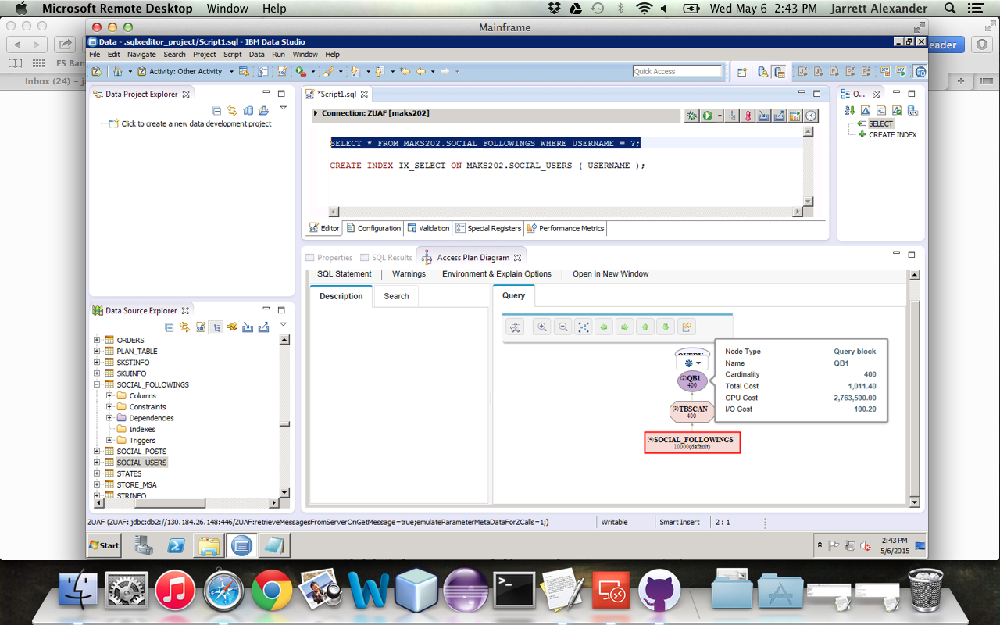 Microsoft Remote Desktop Window Help Wed May 6 2:43 PM Jarrett Alexander
Mainframe
Data - .sqlxeditor_project/Script1.sql - IBM Data Studio
File Edit Navigate Search Project Script Data Run Window Help
eader
FS Ban
Activity: Other Activity
Quick Access
Inbox (24) – j
Data Project Explorer
Click to create a new data development project
*Script1.sql
Connection: ZUAF [maks202]
SELECT * FROM MAKS202.SOCIAL_FOLLOWINGS WHERE USERNAME = ?;
CREATE INDEX IX_SELECT ON MAKS202.SOCIAL_USERS ( USERNAME );
Editor Configuration Validation Special Registers Performance Metrics
O...
SELECT
CREATE INDEX
Data Source Explorer
ORDERS
PLAN_TABLE
SKSTINFO
SKUINFO
SOCIAL_FOLLOWINGS
Columns
Constraints
Dependencies
Indexes
Triggers
SOCIAL_POSTS
SOCIAL_USERS
STATES
STORE_MSA
STRINFO
Properties SQL Results Access Plan Diagram
SQL Statement Warnings Environment & Explain Options Open in New Window
Description Search
Query
QUERY
(2)QB1
400
(3)TBSCAN
400
(4)SOCIAL_FOLLOWINGS
10000(default)
Node Type Query block
Name QB1
Cardinality 400
Total Cost 1,011.40
CPU Cost 2,763,500.00
I/O Cost 100.20
ZUAF (ZUAF: jdbc:db2://130.184.26.148:446/ZUAF:retrieveMessagesFromServerOnGetMessage=true;emulateParameterMetaDataForZCalls=1;) Writable Smart Insert 2 : 1
Start
2:43 PM
5/6/2015